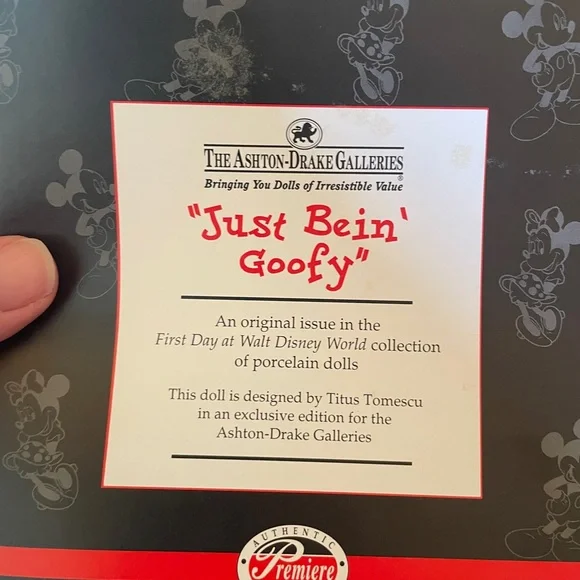 THE ASHTON-DRAKE GALLERIES®
Bringing You Dolls of Irresistible Value
"Just Bein'
Goofy"
An original issue in the
First Day at Walt Disney World collection
of porcelain dolls
This doll is designed by Titus Tomescu
in an exclusive edition for the
Ashton-Drake Galleries
• AUTHENTIC •
Premiere